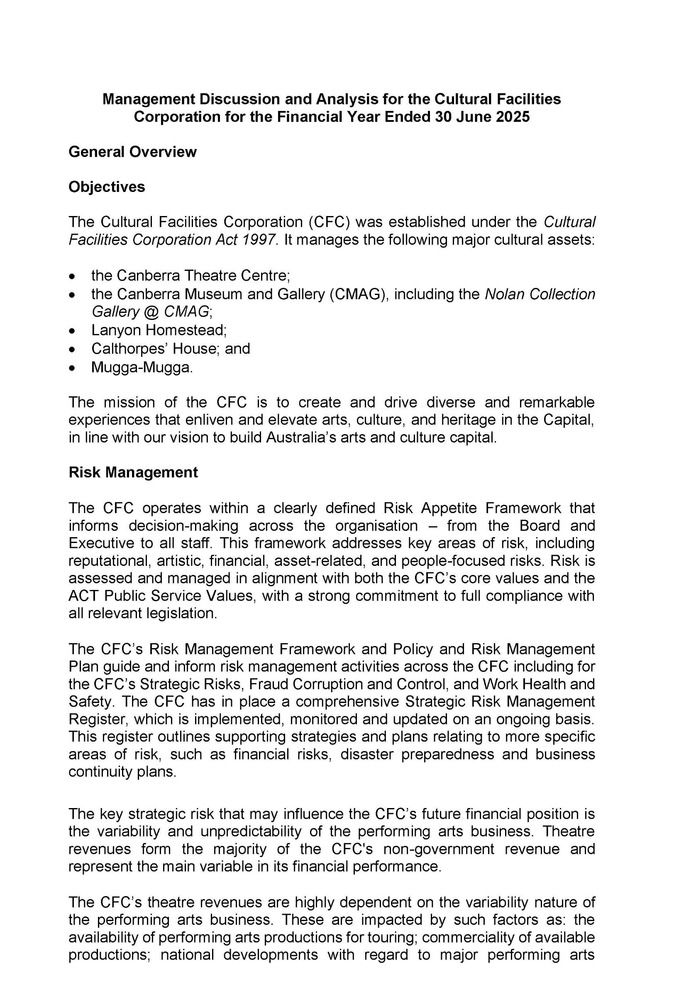 Management Discussion and Analysis for the Cultural Facilities
Corporation for the Financial Year Ended 30 June 2025
General Overview
Objectives
The Cultural Facilities Corporation (CFC) was established under the Cultural
Facilities Corporation Act 1997. It manages the following major cultural assets:
• the Canberra Theatre Centre;
• the Canberra Museum and Gallery (CMAG), including the Nolan Collection
Gallery @ CMAG;
• Lanyon Homestead;
• Calthorpes’ House; and
• Mugga-Mugga.
The mission of the CFC is to create and drive diverse and remarkable
experiences that enliven and elevate arts, culture, and heritage in the Capital,
in line with our vision to build Australia’s arts and culture capital.
Risk Management
The CFC operates within a clearly defined Risk Appetite Framework that
informs decision-making across the organisation – from the Board and
Executive to all staff. This framework addresses key areas of risk, including
reputational, artistic, financial, asset-related, and people-focused risks. Risk is
assessed and managed in alignment with both the CFC’s core values and the
ACT Public Service Values, with a strong commitment to full compliance with
all relevant legislation.
The CFC’s Risk Management Framework and Policy and Risk Management
Plan guide and inform risk management activities across the CFC including for
the CFC’s Strategic Risks, Fraud Corruption and Control, and Work Health and
Safety. The CFC has in place a comprehensive Strategic Risk Management
Register, which is implemented, monitored and updated on an ongoing basis.
This register outlines supporting strategies and plans relating to more specific
areas of risk, such as financial risks, disaster preparedness and business
continuity plans.
The key strategic risk that may influence the CFC’s future financial position is
the variability and unpredictability of the performing arts business. Theatre
revenues form the majority of the CFC's non-government revenue and
represent the main variable in its financial performance.
The CFC’s theatre revenues are highly dependent on the variability nature of
the performing arts business. These are impacted by such factors as: the
availability of performing arts productions for touring; commerciality of available
productions; national developments with regard to major performing arts